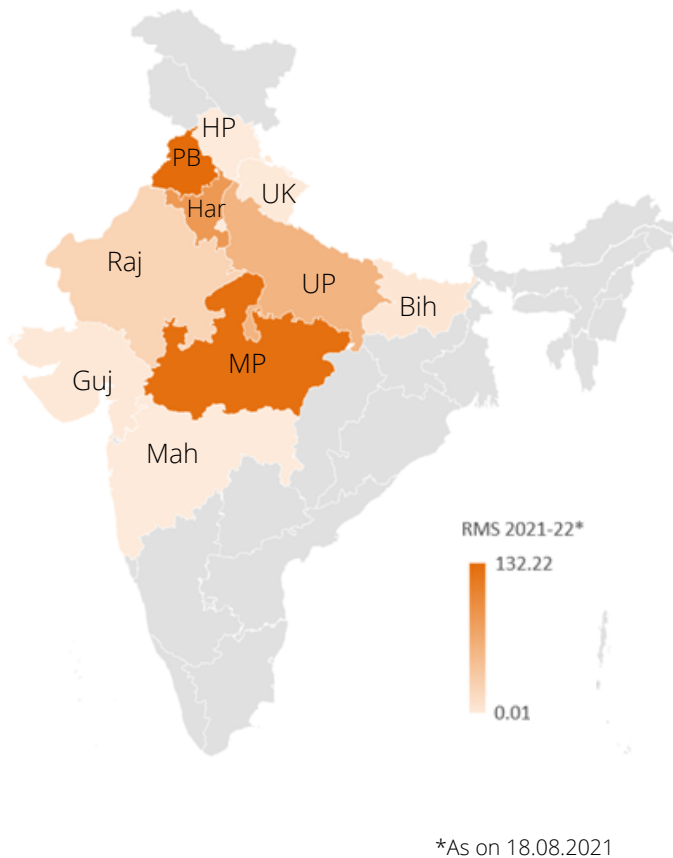 HP
PB
UK
Har
Raj
UP
Bih
MP
Guj
Mah
RMS 2021-22*
132.22
0.01
*As on 18.08.2021